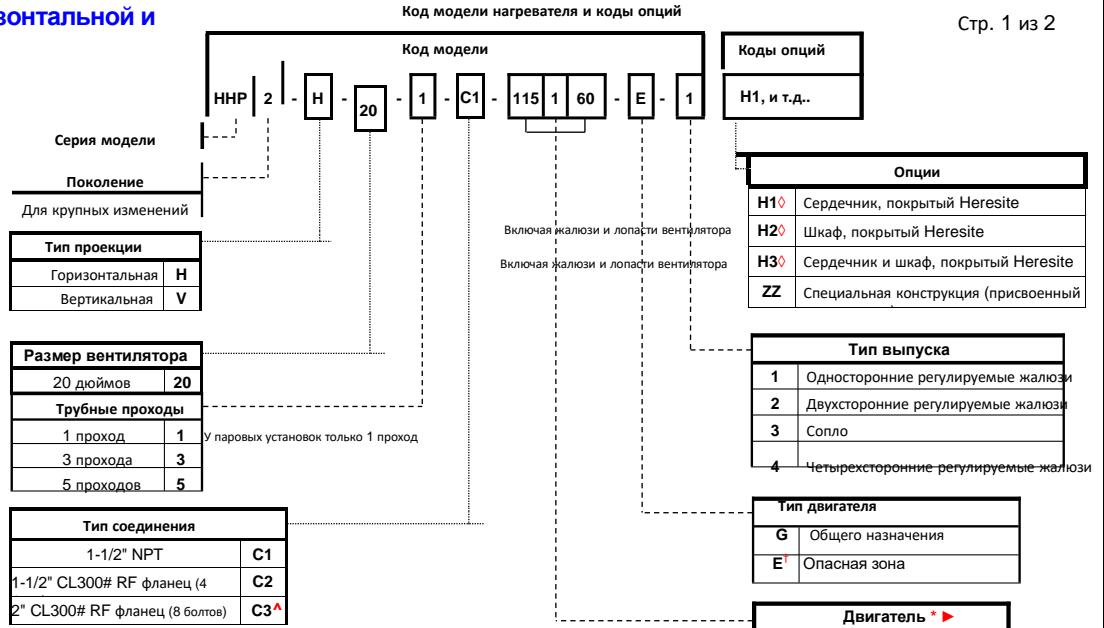 вонтальной и
Код модели нагревателя и коды опций
Стр. 1 из 2
Код модели
Коды опций
HHP 2 - H - 20 - 1 - C1 - 115 1 60 - E - 1
H1, и т.д..
Серия модели
Поколение
Для крупных изменений
Тип проекции
Горизонтальная H
Вертикальная V
Включая жалюзи и лопасти вентилятора
Включая жалюзи и лопасти вентилятора
Опции
H1◊ Сердечник, покрытый Heresite
H2◊ Шкаф, покрытый Heresite
H3◊ Сердечник и шкаф, покрытый Heresite
ZZ Специальная конструкция (присвоенный
Размер вентилятора
20 дюймов 20
Трубные проходы
1 проход 1
У паровых установок только 1 проход
3 прохода 3
5 проходов 5
Тип выпуска
1 Односторонние регулируемые жалюзи
2 Двухсторонние регулируемые жалюзи
3 Сопло
4 Четырехсторонние регулируемые жалюзи
Тип соединения
1-1/2" NPT C1
1-1/2" CL300# RF фланец (4 C2
2" CL300# RF фланец (8 болтов) C3^
Тип двигателя
G Общего назначения
E† Опасная зона
Двигатель * ►